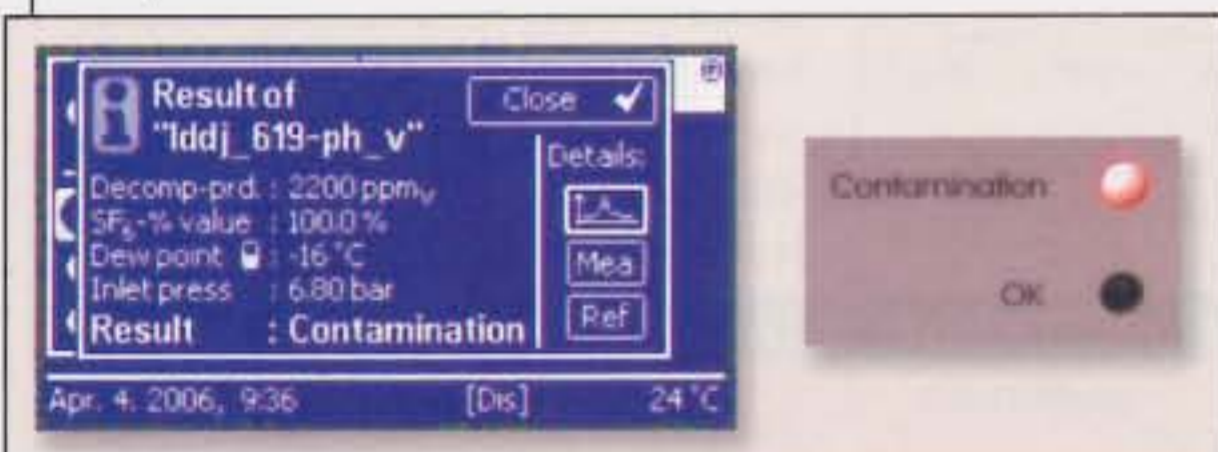 Result of
"lddj_619-ph_v"
Close
Details:
Decomp-prd. : 2200 ppmv
SF6-% value : 100.0 %
Dew point : -16 °C
Inlet press : 6.80 bar
Result : Contamination
Mea
Ref
Apr. 4. 2006, 9:36 [Dis] 24 °C
Contamination:
OK